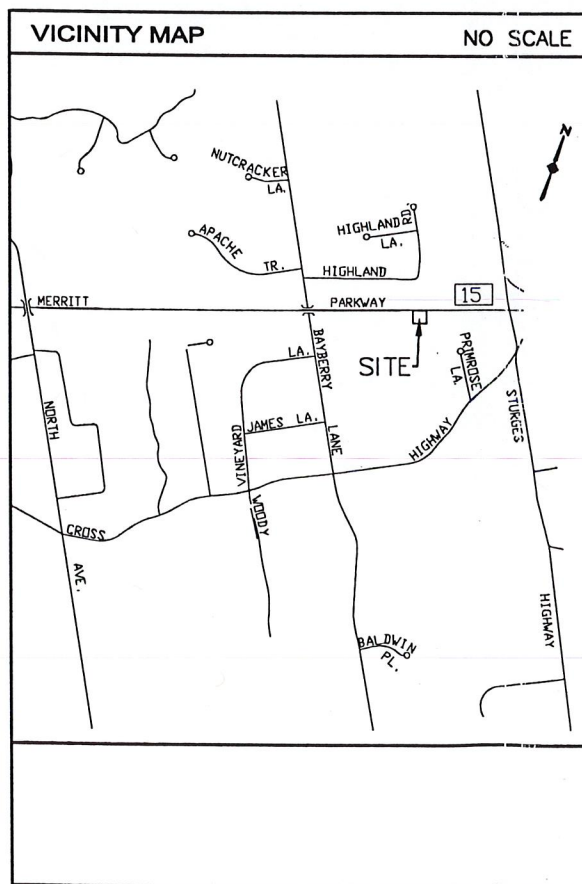 VICINITY MAP
NO SCALE
N
NUTCRACKER
LA.
HIGHLAND
LA.
RD.
APACHE
TR.
HIGHLAND
15
MERRITT
PARKWAY
SITE
BAYBERRY
LANE
LA.
PRIMROSE
LA.
NORTH
AVE.
VINEYARD
JAMES LA.
HIGHWAY
STURGES
HIGHWAY
WOODY
CROSS
BALDWIN
PL.